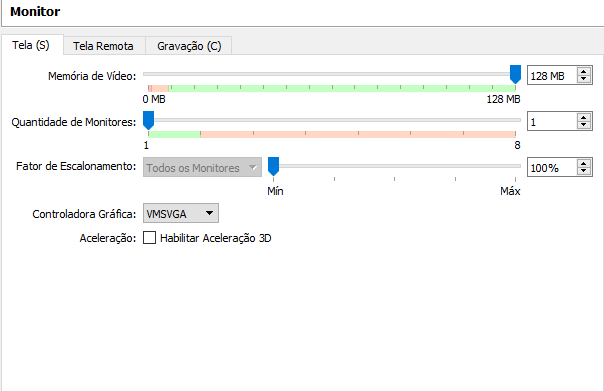 Monitor
Tela (S) Tela Remota Gravação (C)
Memória de Vídeo: 128 MB
0 MB 128 MB
Quantidade de Monitores: 1
1 8
Fator de Escalonamento: Todos os Monitores 100%
Mín Máx
Controladora Gráfica: VMSVGA
Aceleração: Habilitar Aceleração 3D